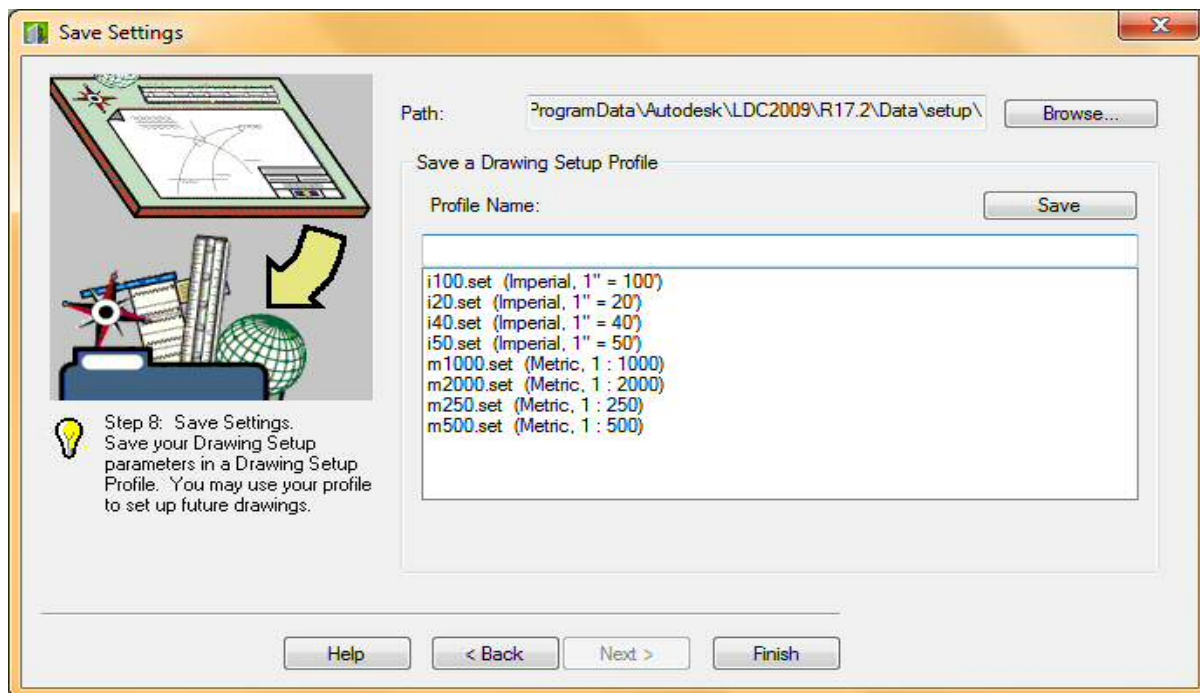 Save Settings
Path:
ProgramData\Autodesk\LDC2009\R17.2\Data\setup\
Browse...
Save a Drawing Setup Profile
Profile Name:
Save
i100.set (Imperial, 1" = 100')
i20.set (Imperial, 1" = 20')
i40.set (Imperial, 1" = 40')
i50.set (Imperial, 1" = 50')
m1000.set (Metric, 1 : 1000)
m2000.set (Metric, 1 : 2000)
m250.set (Metric, 1 : 250)
m500.set (Metric, 1 : 500)
Step 8: Save Settings.
Save your Drawing Setup
parameters in a Drawing Setup
Profile. You may use your profile
to set up future drawings.
Help
< Back
Next >
Finish